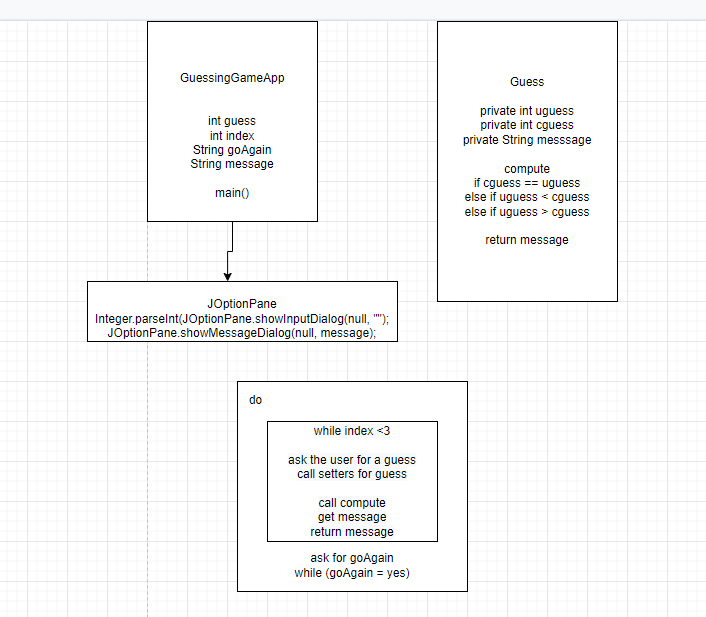 GuessingGameApp
int guess
int index
String goAgain
String message
main()
Guess
private int uguess
private int cguess
private String messsage
compute
if cguess == uguess
else if uguess < cguess
else if uguess > cguess
return message
JOptionPane
Integer.parseInt(JOptionPane.showInputDialog(null, "");
JOptionPane.showMessageDialog(null, message);
do
while index <3
ask the user for a guess
call setters for guess
call compute
get message
return message
ask for goAgain
while (goAgain = yes)